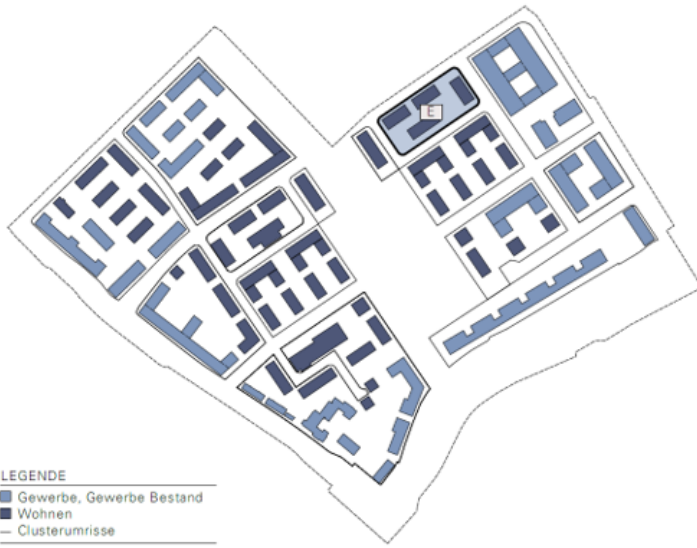 E
LEGENDE
Gewerbe, Gewerbe Bestand
Wohnen
Clusterumrisse